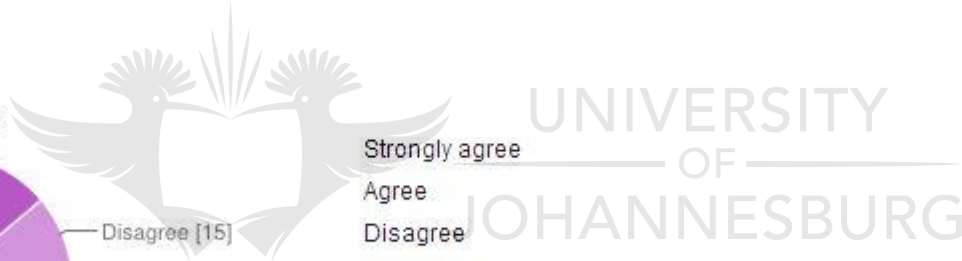 UNIVERSITY
OF
JOHANNESBURG
Strongly agree
Agree
Disagree
Disagree [15]